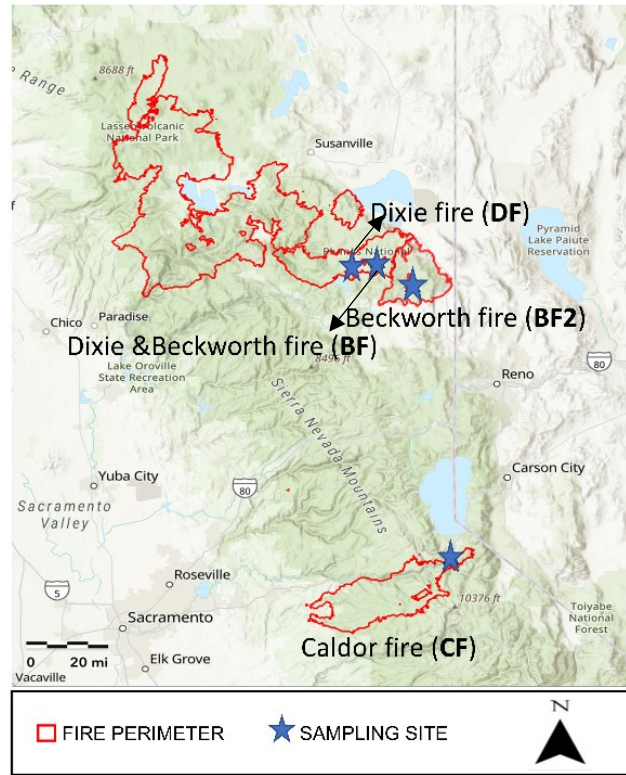 8688 ft
Range
Lassen Volcanic
National Park
Susanville
Dixie fire (DF)
Pyramid
Lake Paiute
Reservation
National
Beckworth fire (BF2)
Chico
Paradise
Dixie &Beckworth fire (BF)
Lake Oroville
State Recreation
Area
8495 ft
80
Reno
Sierra Nevada Mountains
Yuba City
Carson City
80
Sacramento
Valley
Roseville
5
10376 ft
Toiyabe
National
Forest
Sacramento
Caldor fire (CF)
0 20 mi
Elk Grove
Vacaville
FIRE PERIMETER
SAMPLING SITE
N